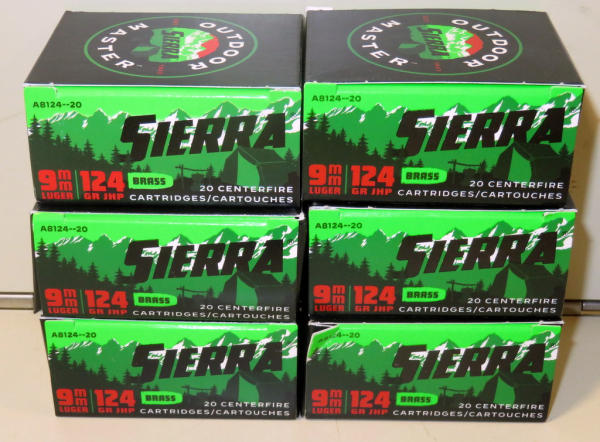 OUTDOOR
SIERRA
MASTER
OUTDOOR
SIERRA
MASTER
A8124--20
SIERRA
9mm
LUGER
124
GR JHP
BRASS
20 CENTERFIRE
CARTRIDGES/CARTOUCHES
A8124--20
SIERRA
9mm
LUGER
124
GR JHP
BRASS
20 CENTERFIRE
CARTRIDGES/CARTOUCHES
A8124--20
SIERRA
9mm
LUGER
124
GR JHP
BRASS
20 CENTERFIRE
CARTRIDGES/CARTOUCHES
A8124--20
SIERRA
9mm
LUGER
124
GR JHP
BRASS
20 CENTERFIRE
CARTRIDGES/CARTOUCHES
A8124--20
SIERRA
9mm
LUGER
124
GR JHP
BRASS
20 CENTERFIRE
CARTRIDGES/CARTOUCHES
A8124--20
SIERRA
9mm
LUGER
124
GR JHP
BRASS
20 CENTERFIRE
CARTRIDGES/CARTOUCHES